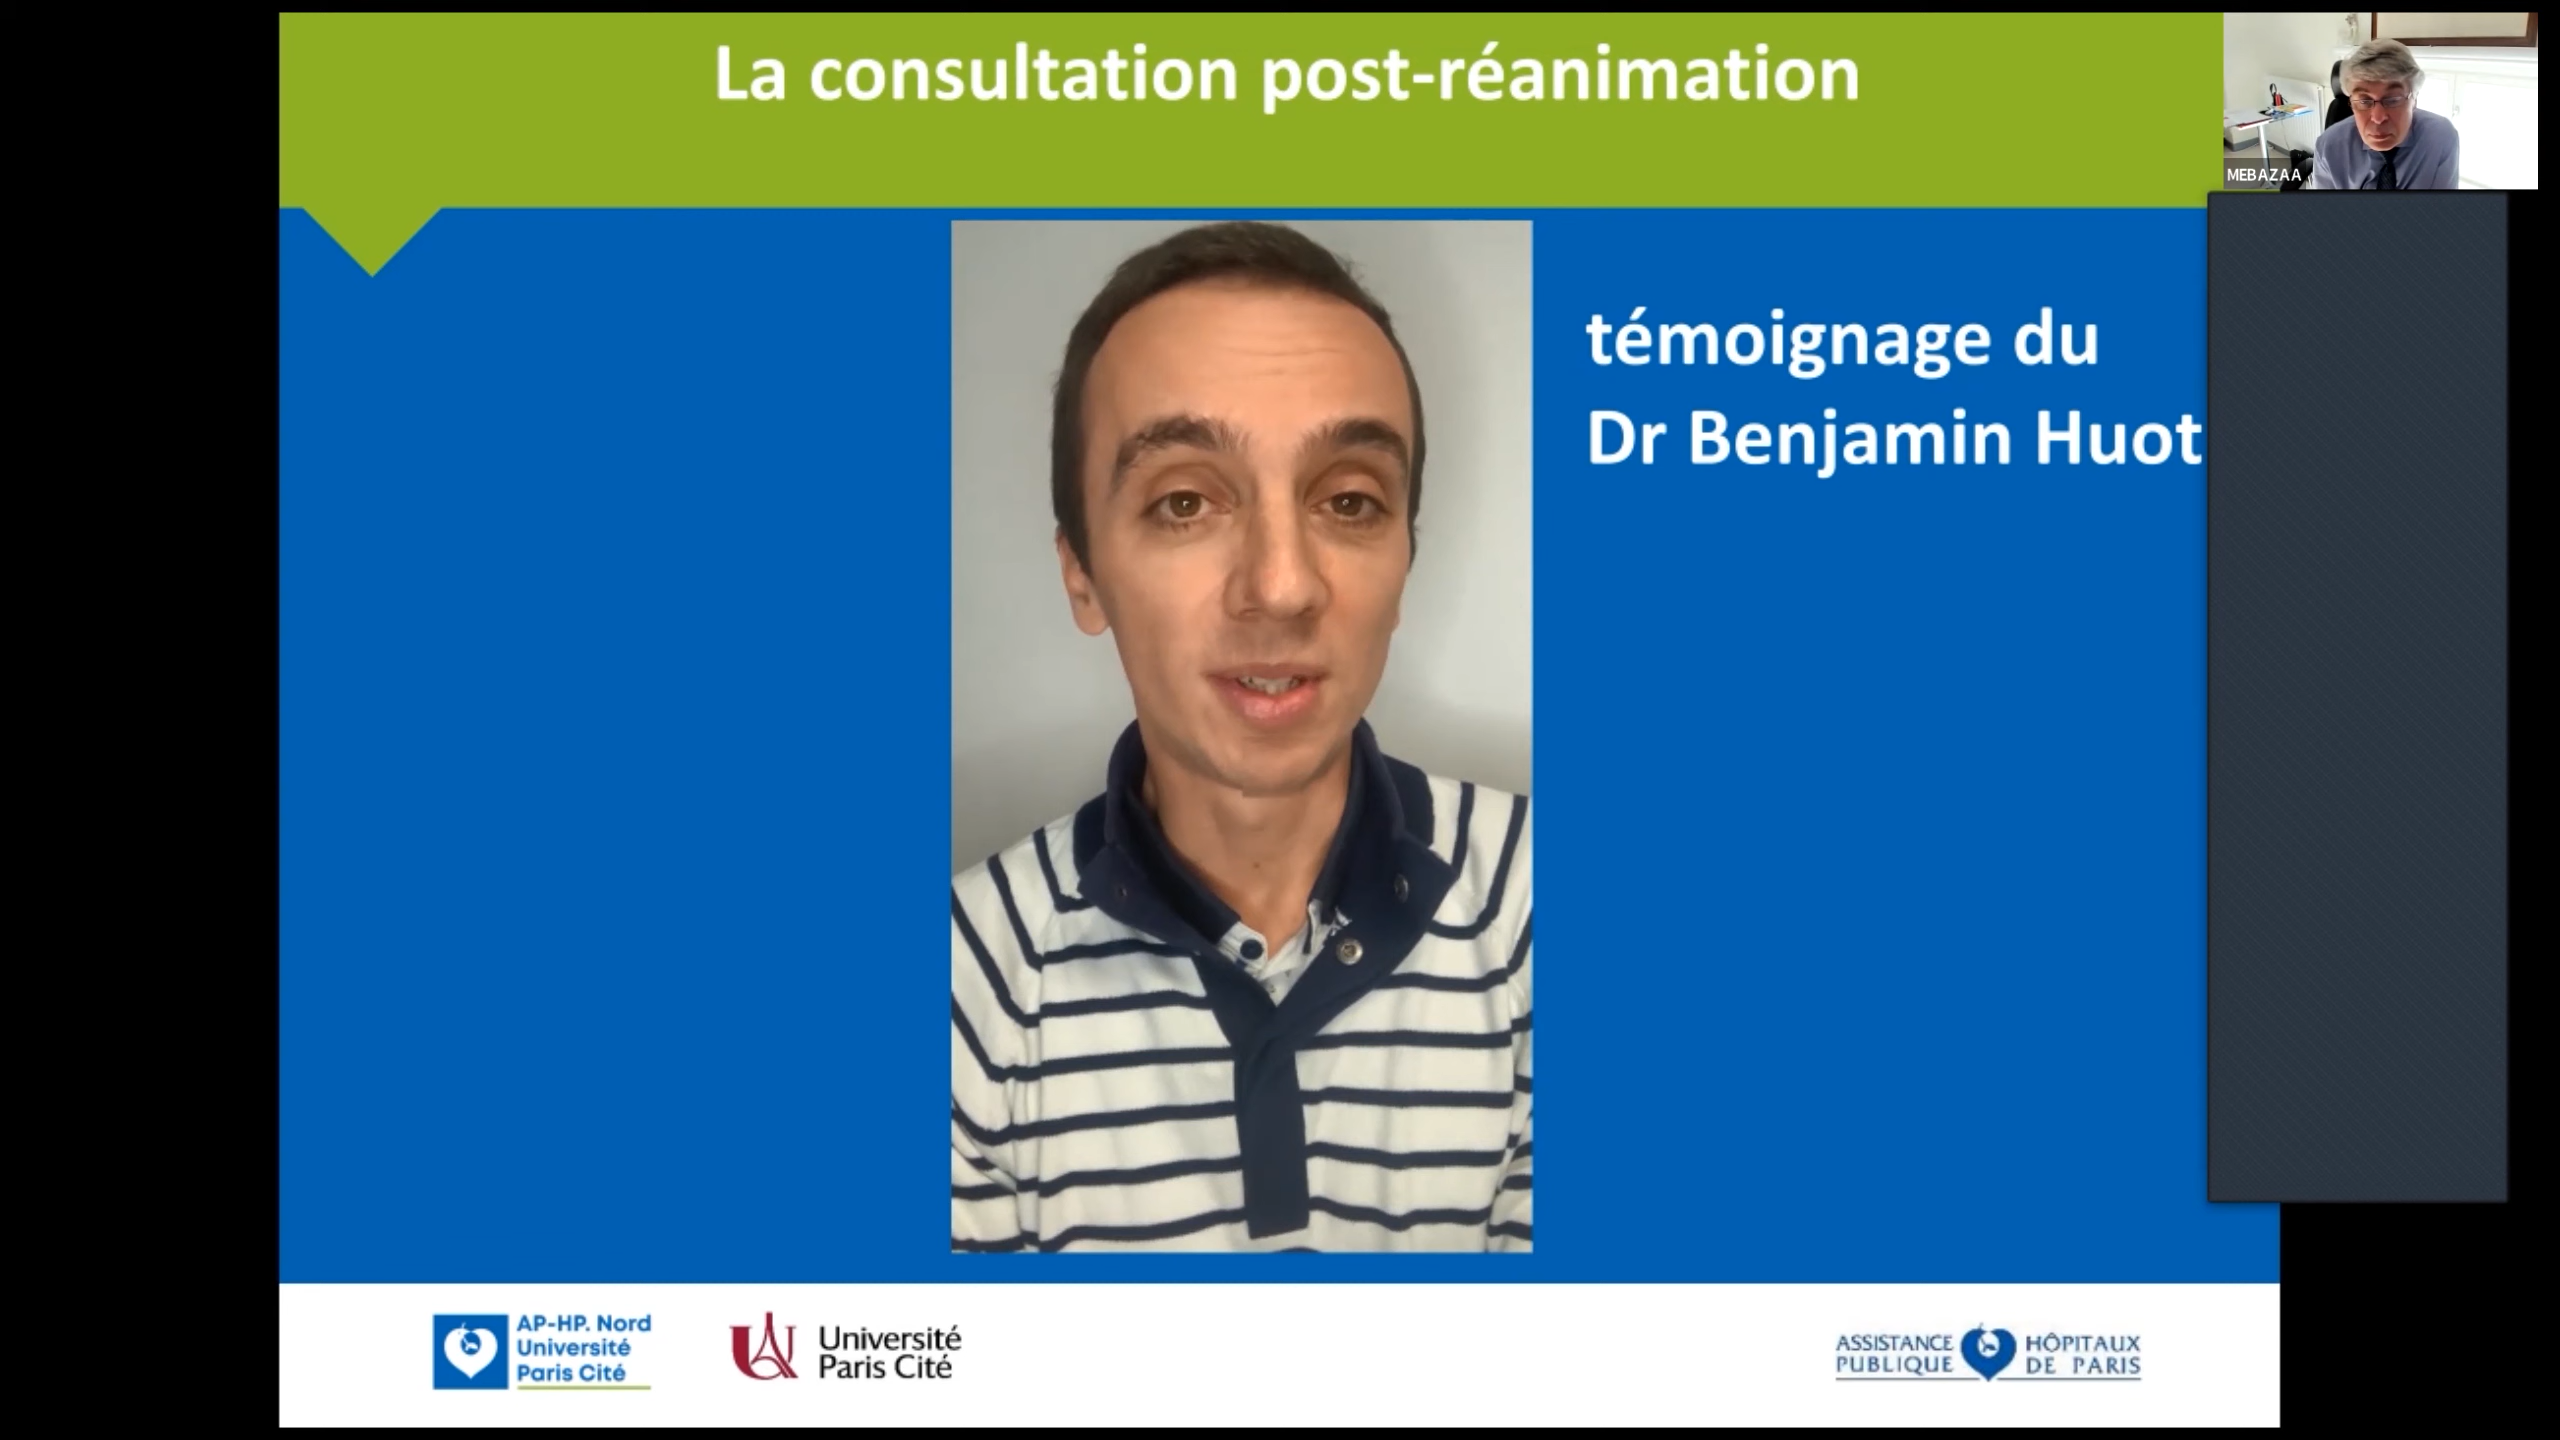 La consultation post-réanimation
MEBAZAA
témoignage du
Dr Benjamin Huot
AP-HP. Nord
Université
Paris Cité
Université
Paris Cité
ASSISTANCE HÔPITAUX
PUBLIQUE DE PARIS